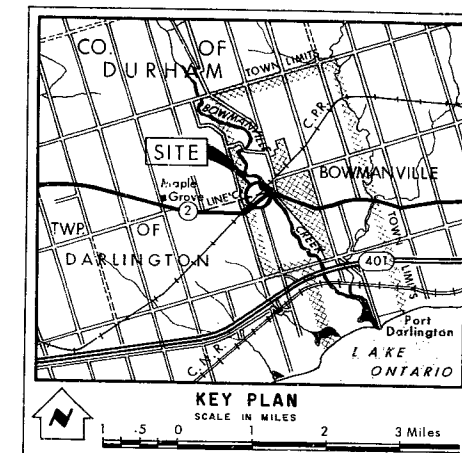 CO. OF
DURHAM
TOWN LIMITS
BOWMANVILLE
C.P.R.
SITE
Maple
Grove
LINE 'C'
BOWMANVILLE
2
TWP. OF
DARLINGTON
CREEK
TOWN LIMITS
401
Port
Darlington
C.N.R.
LAKE
ONTARIO
N
KEY PLAN
SCALE IN MILES
1 .5 0 1 2 3 Miles